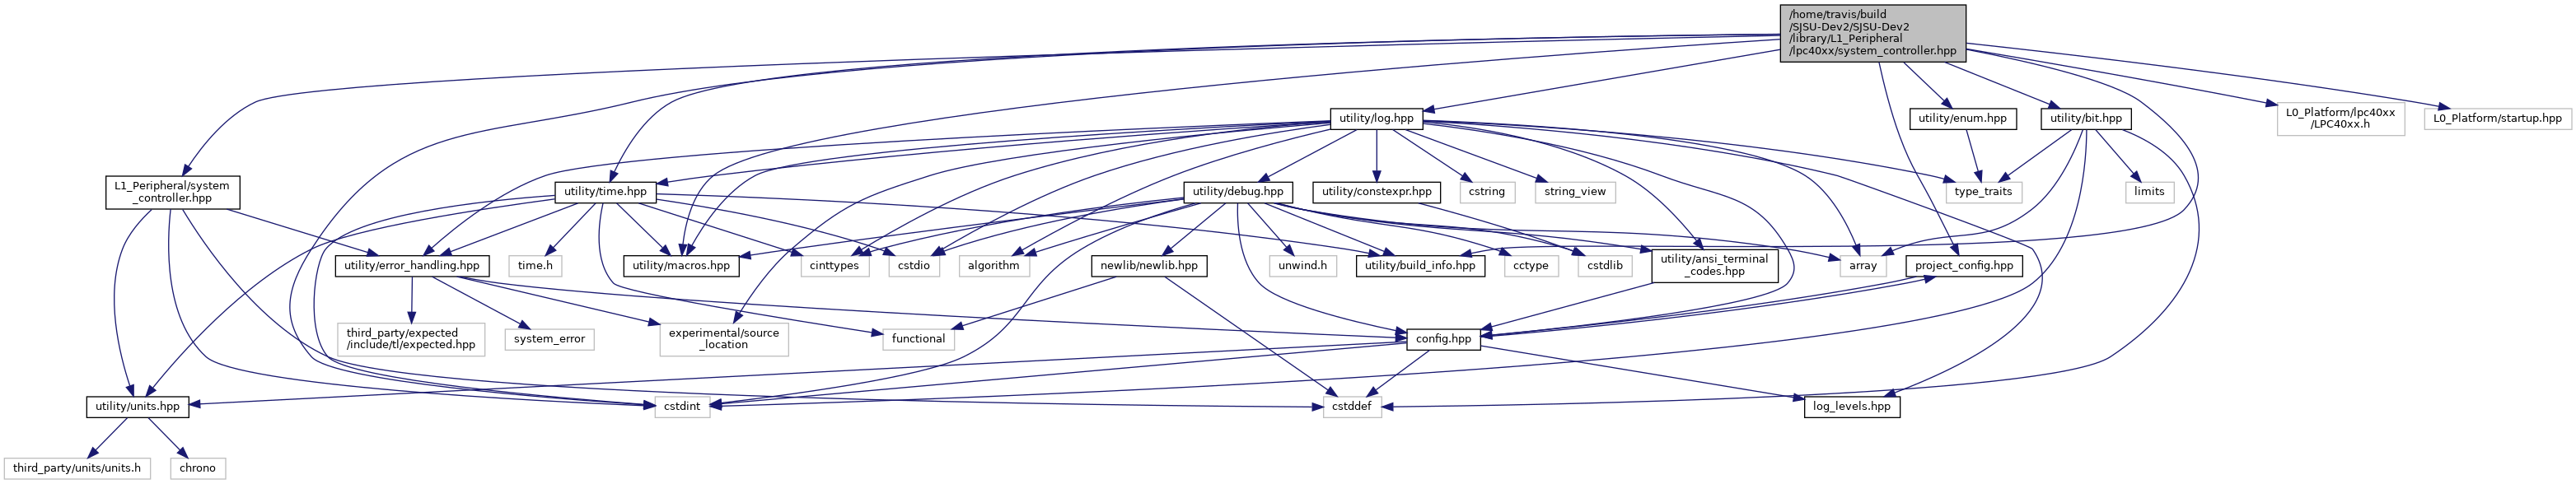 /home/travis/build
/SJSU-Dev2/SJSU-Dev2
/library/L1_Peripheral
/lpc40xx/system_controller.hpp
utility/log.hpp
utility/enum.hpp
utility/bit.hpp
L0_Platform/lpc40xx
/LPC40xx.h
L0_Platform/startup.hpp
L1_Peripheral/system
_controller.hpp
utility/time.hpp
utility/debug.hpp
utility/constexpr.hpp
cstring
string_view
type_traits
limits
utility/error_handling.hpp
time.h
utility/macros.hpp
cinttypes
cstdio
algorithm
newlib/newlib.hpp
unwind.h
utility/build_info.hpp
cctype
cstdlib
utility/ansi_terminal
_codes.hpp
array
project_config.hpp
third_party/expected
/include/tl/expected.hpp
system_error
experimental/source
_location
functional
config.hpp
utility/units.hpp
cstdint
cstddef
log_levels.hpp
third_party/units/units.h
chrono